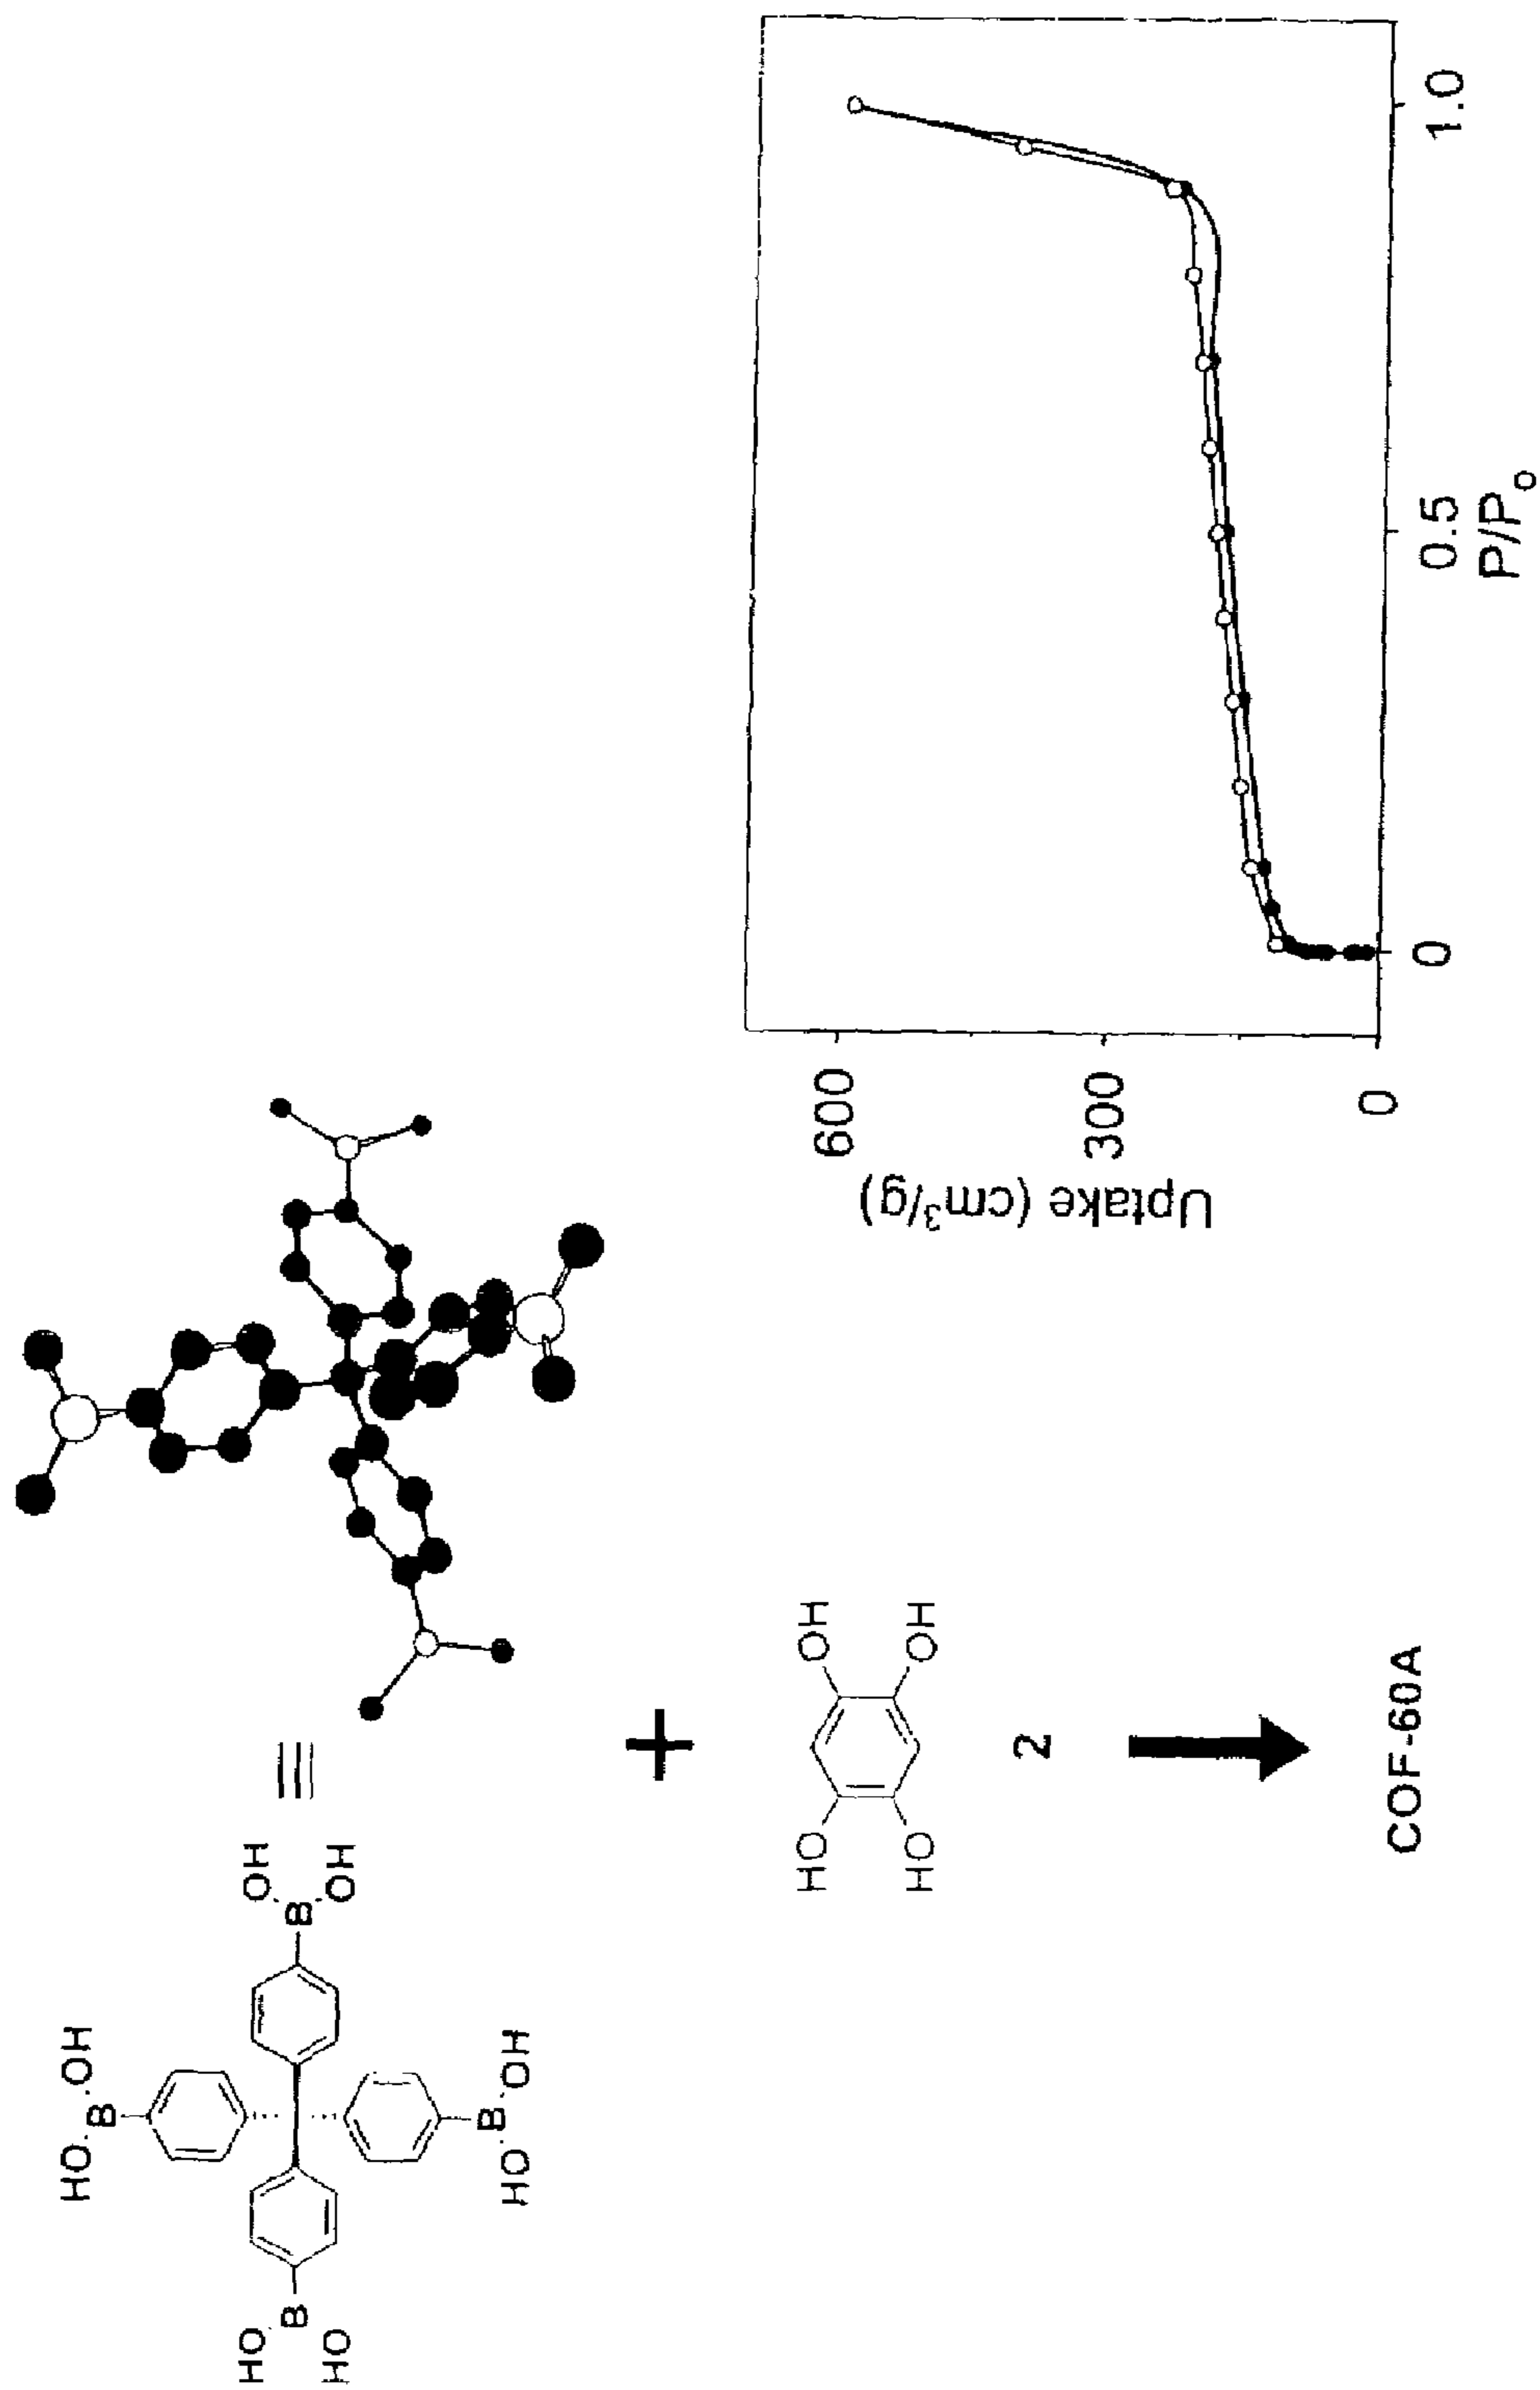 HO OH
B
HO OH
B ≡
B
HO OH
B
HO OH
+
HO OH
HO OH
2
COF-60A
Uptake (cm³/g)
600
300
0
0 0.5 1.0
P/Pₒ